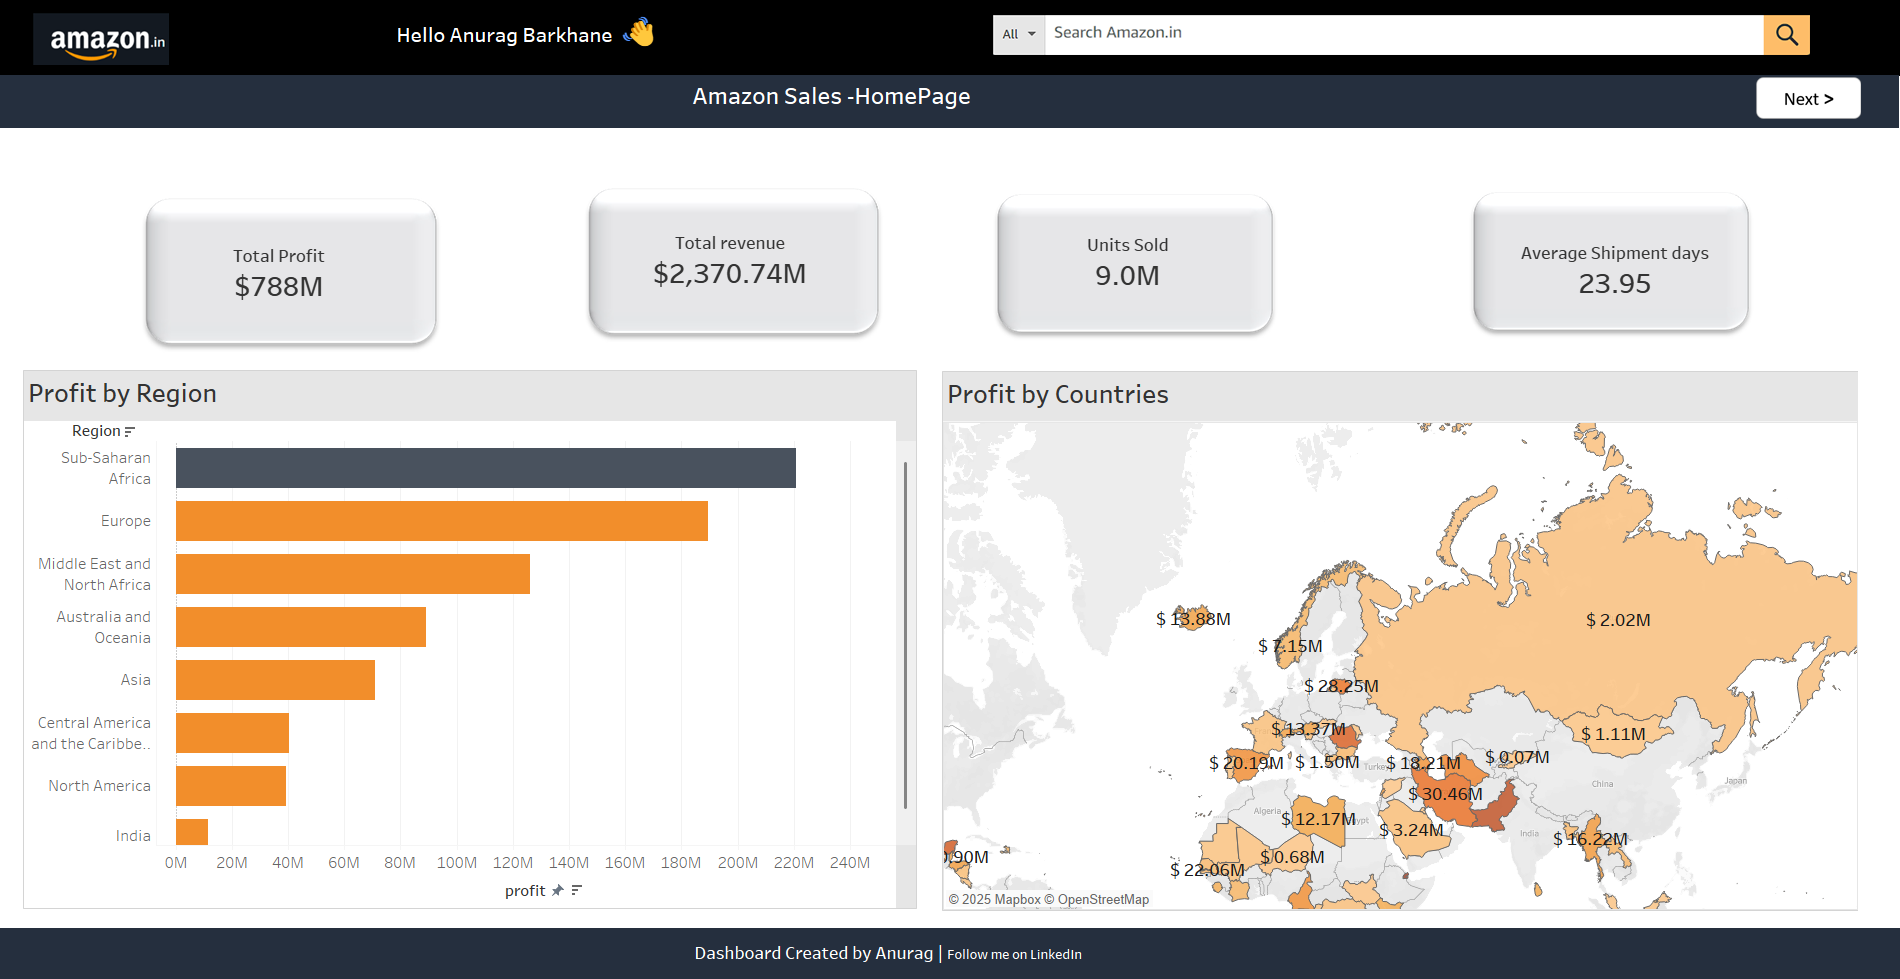 amazon.in
Hello Anurag Barkhane
All
Search Amazon.in
Amazon Sales -HomePage
Next >
Total Profit
$788M
Total revenue
$2,370.74M
Units Sold
9.0M
Average Shipment days
23.95
Profit by Region
Region
Sub-Saharan
Africa
Europe
Middle East and
North Africa
Australia and
Oceania
Asia
Central America
and the Caribbe..
North America
India
0M 20M 40M 60M 80M 100M 120M 140M 160M 180M 200M 220M 240M
profit
Profit by Countries
$ 13.88M
$ 7.15M
$ 2.02M
$ 28.25M
$ 13.37M
$ 1.11M
$ 20.19M
$ 1.50M
Turkey
$ 18.21M
$ 0.07M
China
Japan
$ 30.46M
Algeria
$ 12.17M
$ 3.24M
India
$ 16.22M
.90M
$ 0.68M
$ 22.06M
© 2025 Mapbox © OpenStreetMap
Dashboard Created by Anurag | Follow me on LinkedIn